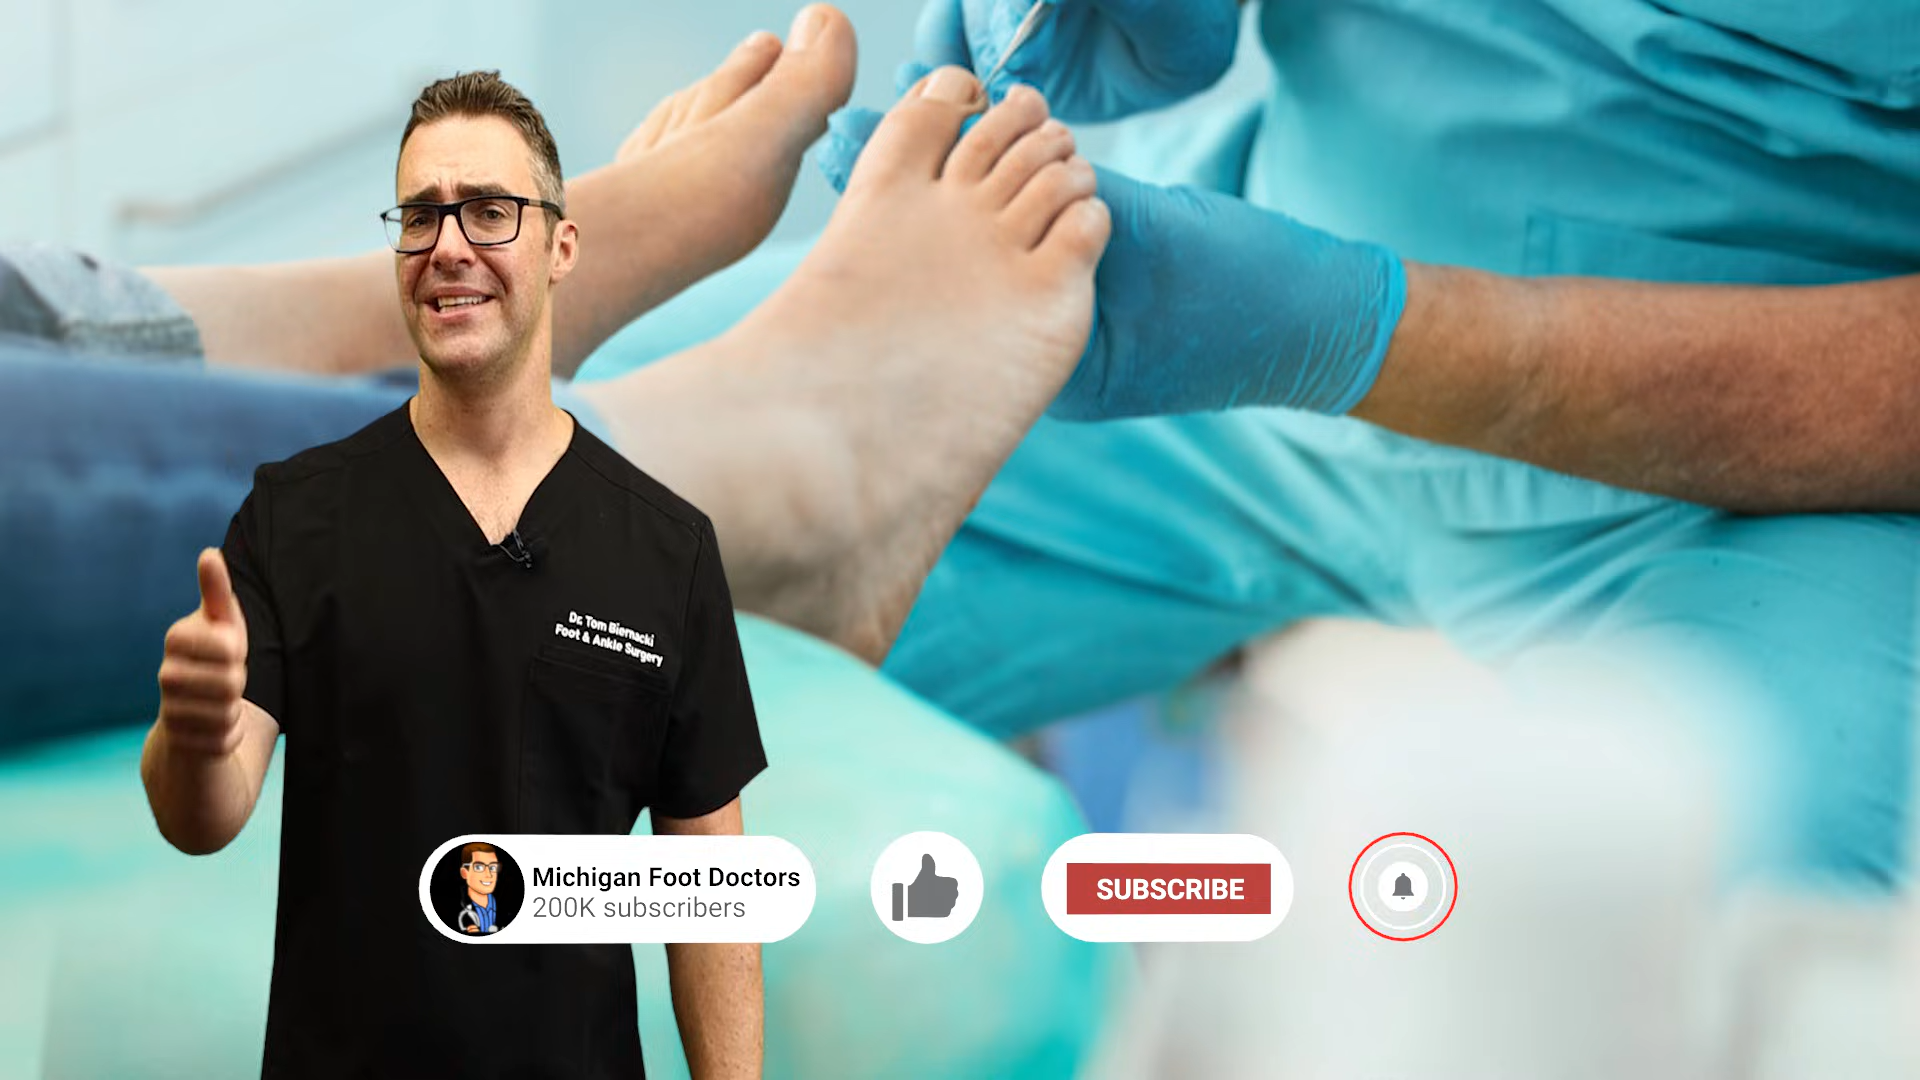 Dr. Tom Biernacki
Foot & Ankle Surgery
Michigan Foot Doctors
200K subscribers
SUBSCRIBE